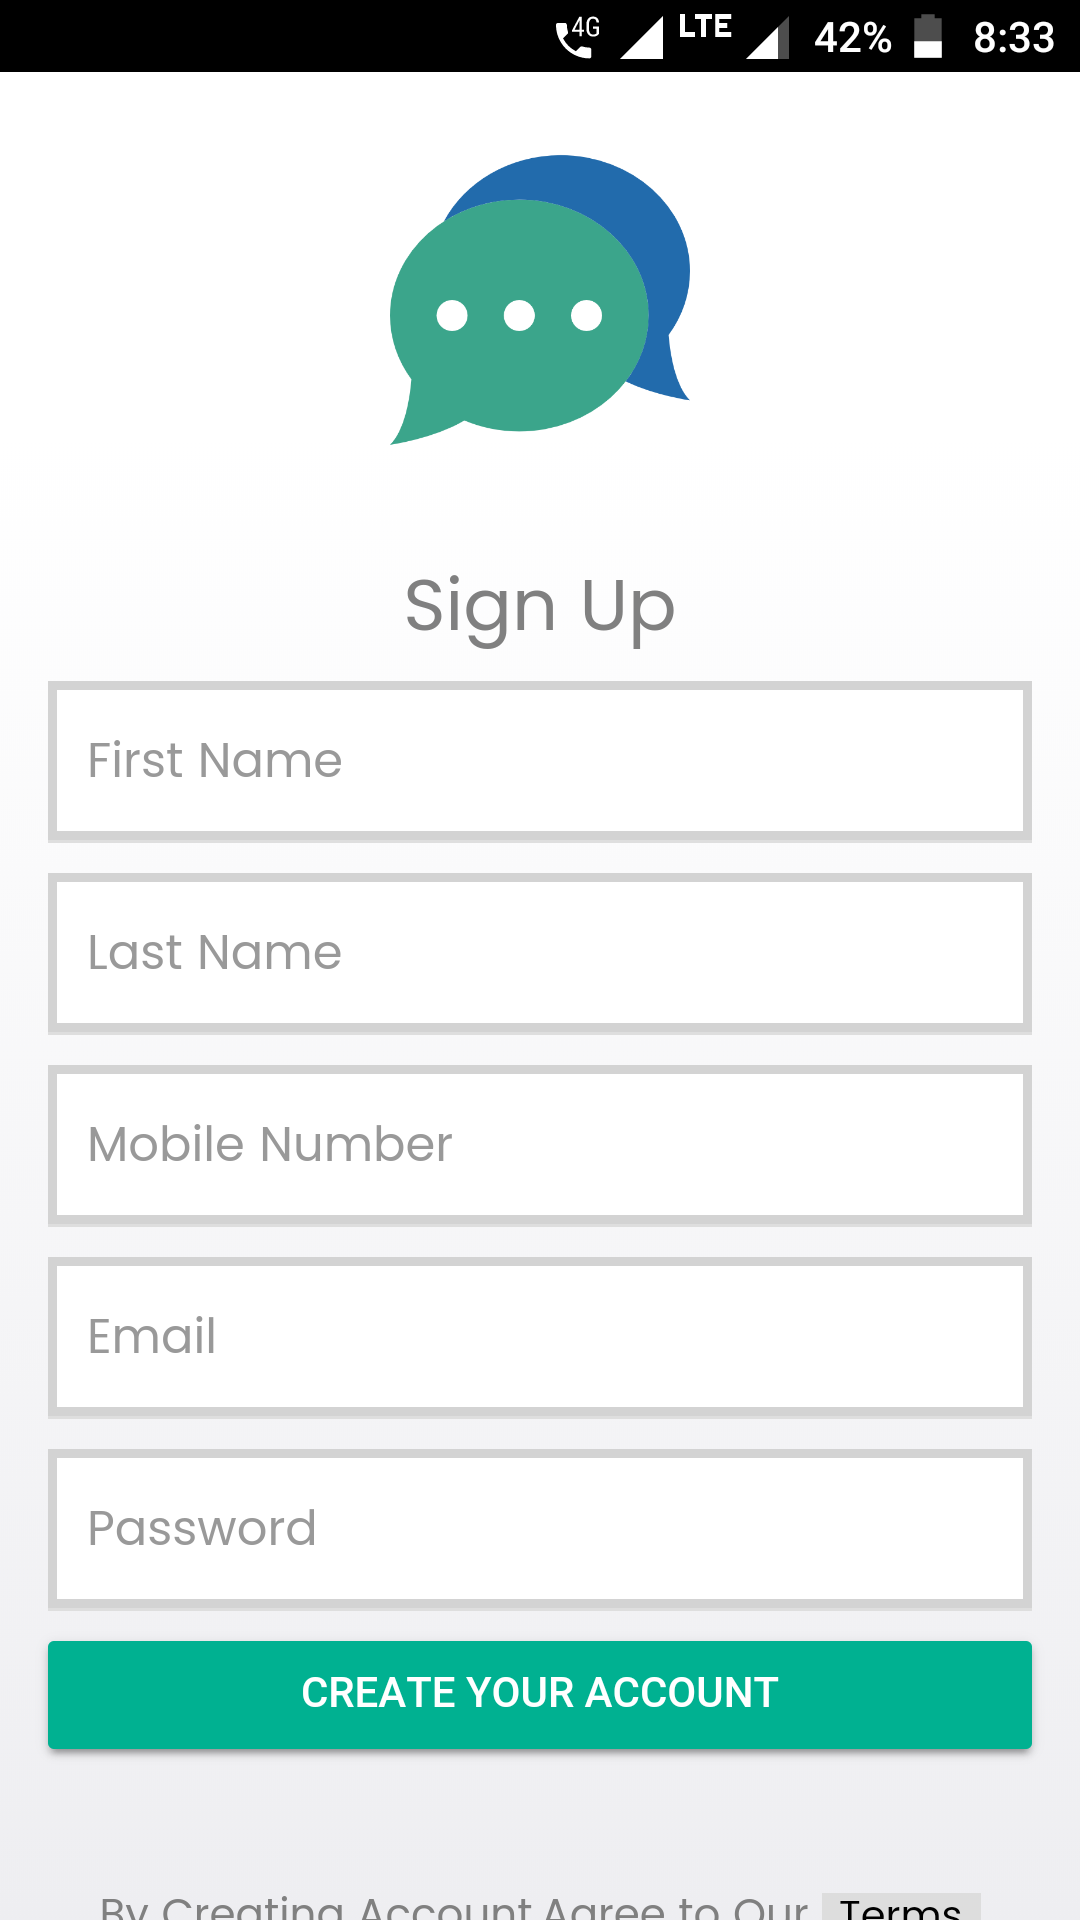 4G LTE 42% 8:33
Sign Up
First Name
Last Name
Mobile Number
Email
Password
CREATE YOUR ACCOUNT
By Creating Account Agree to Our Terms